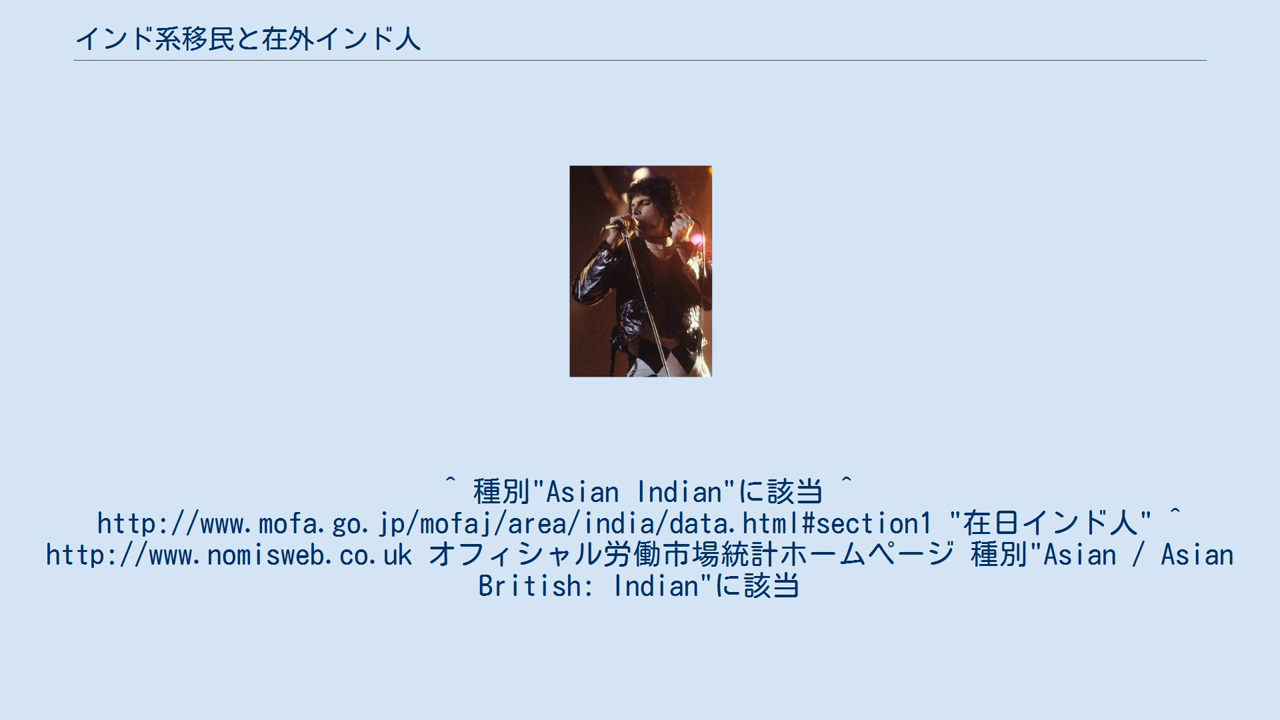 インド系移民と在外インド人
^ 種別"Asian Indian"に該当 ^
http://www.mofa.go.jp/mofaj/area/india/data.html#section1 "在日インド人" ^
http://www.nomisweb.co.uk オフィシャル労働市場統計ホームページ 種別"Asian / Asian
British: Indian"に該当